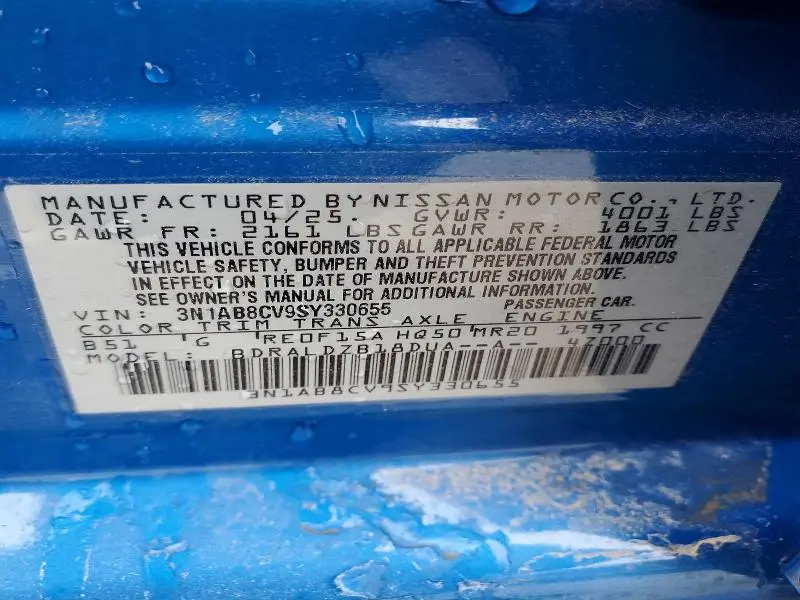 MANUFACTURED BY NISSAN MOTOR CO., LTD.
DATE: 04/25. GVWR: 4001 LBS
GAWR FR: 2161 LBS GAWR RR: 1863 LBS
THIS VEHICLE CONFORMS TO ALL APPLICABLE FEDERAL MOTOR
VEHICLE SAFETY, BUMPER AND THEFT PREVENTION STANDARDS
IN EFFECT ON THE DATE OF MANUFACTURE SHOWN ABOVE.
SEE OWNER'S MANUAL FOR ADDITIONAL INFORMATION.
VIN: 3N1AB8CV9SY330655 PASSENGER CAR.
COLOR TRIM TRANS AXLE ENGINE
B51 G RE0F15A HQ50 MR20 1997 CC
MODEL: BDRALDZB18DUA--A-- 47000
3N1AB8CV9SY330655